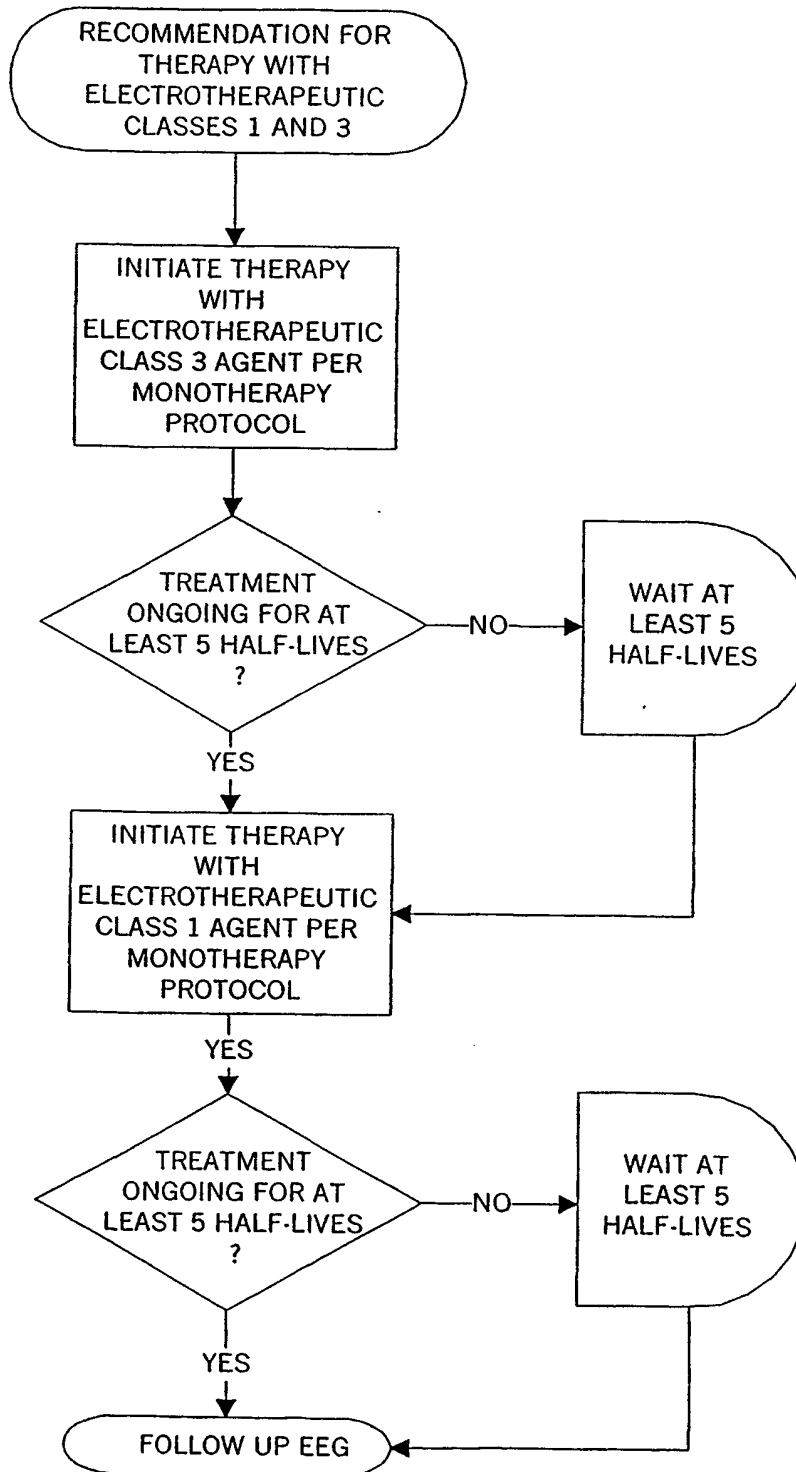 RECOMMENDATION FOR
THERAPY WITH
ELECTROTHERAPEUTIC
CLASSES 1 AND 3
INITIATE THERAPY
WITH
ELECTROTHERAPEUTIC
CLASS 3 AGENT PER
MONOTHERAPY
PROTOCOL
TREATMENT
ONGOING FOR AT
LEAST 5 HALF-LIVES
?
NO
WAIT AT
LEAST 5
HALF-LIVES
YES
INITIATE THERAPY
WITH
ELECTROTHERAPEUTIC
CLASS 1 AGENT PER
MONOTHERAPY
PROTOCOL
YES
TREATMENT
ONGOING FOR AT
LEAST 5 HALF-LIVES
?
NO
WAIT AT
LEAST 5
HALF-LIVES
YES
FOLLOW UP EEG